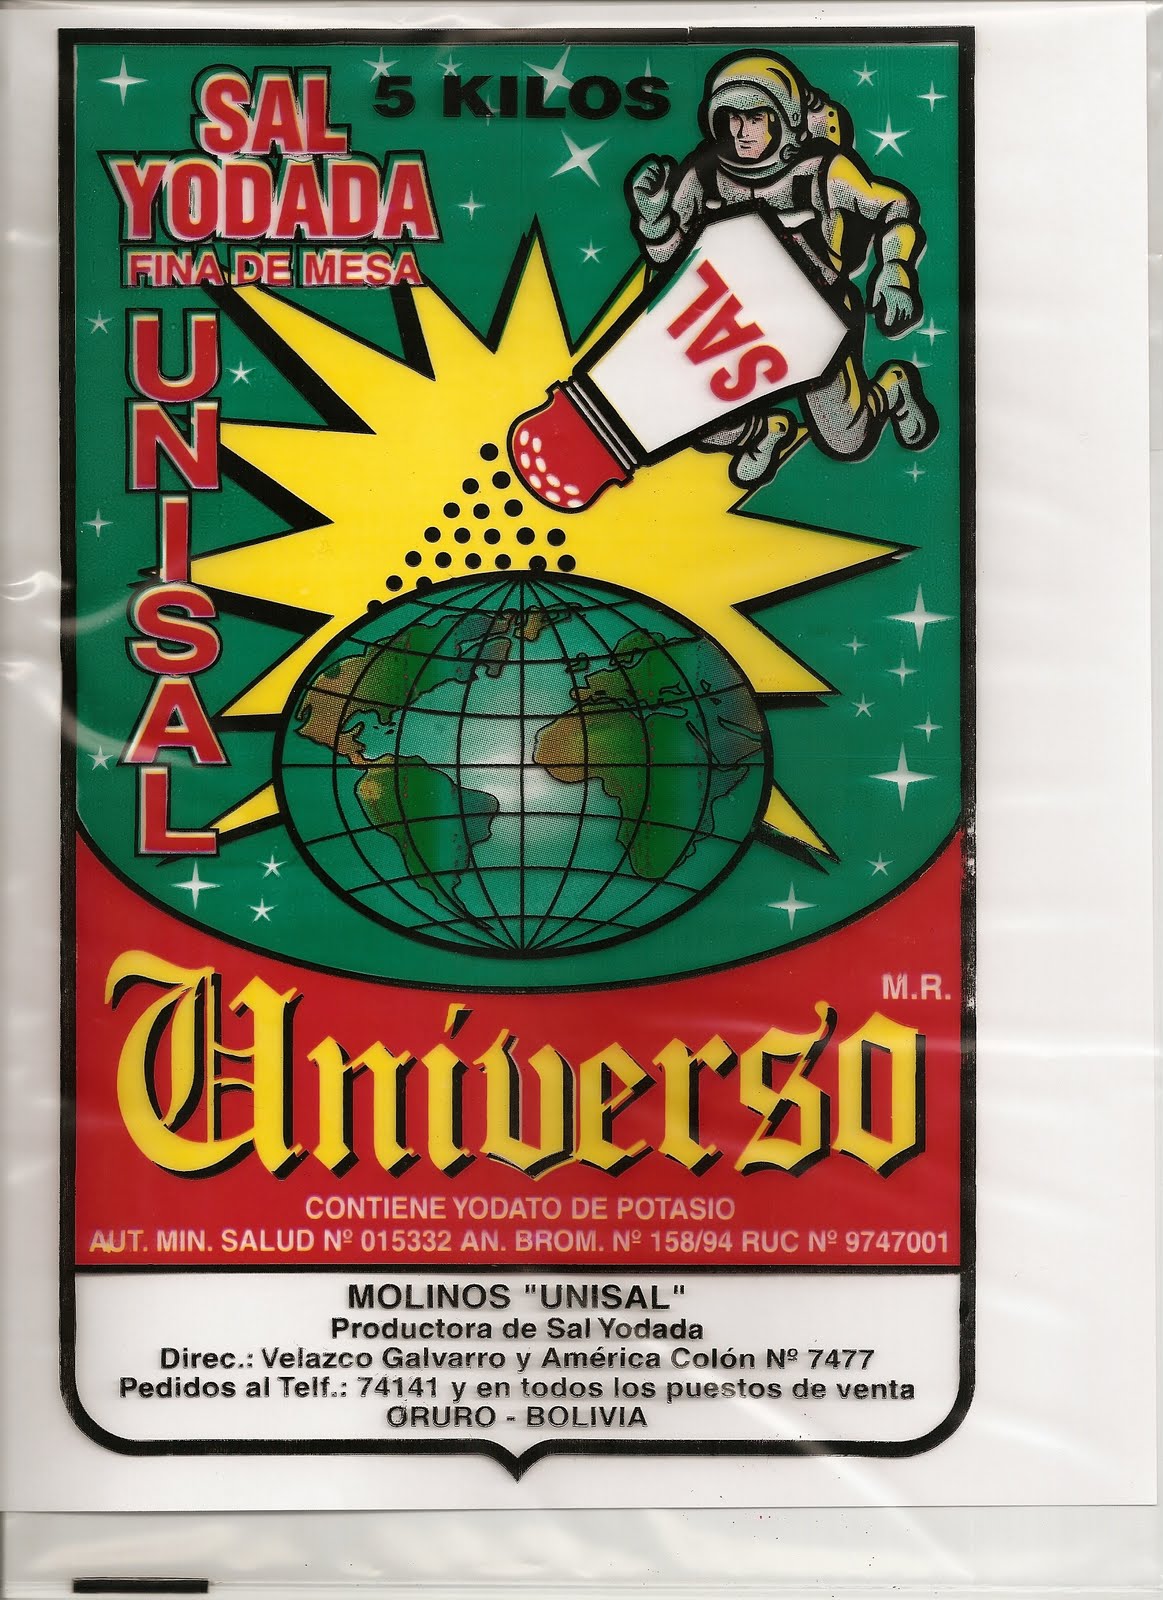 5 KILOS
SAL
YODADA
FINA DE MESA
UNISAL
SAL
Universo
M.R.
CONTIENE YODATO DE POTASIO
AUT. MIN. SALUD Nº 015332 AN. BROM. Nº 158/94 RUC Nº 9747001
MOLINOS "UNISAL"
Productora de Sal Yodada
Direc.: Velazco Galvarro y América Colón Nº 7477
Pedidos al Telf.: 74141 y en todos los puestos de venta
ORURO - BOLIVIA